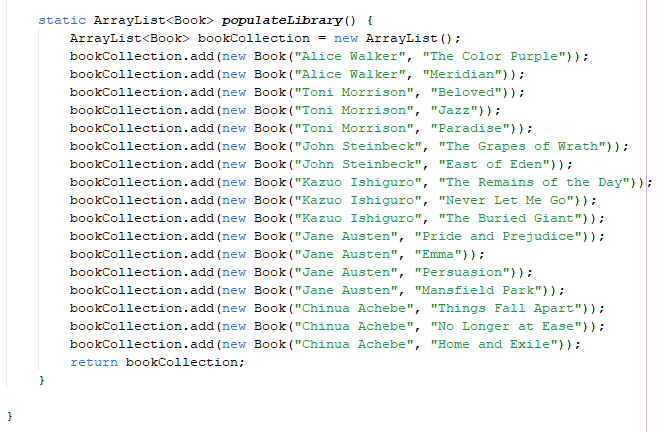 static ArrayList<Book> populateLibrary() {
ArrayList<Book> bookCollection = new ArrayList();
bookCollection.add(new Book("Alice Walker", "The Color Purple"));
bookCollection.add(new Book("Alice Walker", "Meridian"));
bookCollection.add(new Book("Toni Morrison", "Beloved"));
bookCollection.add(new Book("Toni Morrison", "Jazz"));
bookCollection.add(new Book("Toni Morrison", "Paradise"));
bookCollection.add(new Book("John Steinbeck", "The Grapes of Wrath"));
bookCollection.add(new Book("John Steinbeck", "East of Eden"));
bookCollection.add(new Book("Kazuo Ishiguro", "The Remains of the Day"));
bookCollection.add(new Book("Kazuo Ishiguro", "Never Let Me Go"));
bookCollection.add(new Book("Kazuo Ishiguro", "The Buried Giant"));
bookCollection.add(new Book("Jane Austen", "Pride and Prejudice"));
bookCollection.add(new Book("Jane Austen", "Emma"));
bookCollection.add(new Book("Jane Austen", "Persuasion"));
bookCollection.add(new Book("Jane Austen", "Mansfield Park"));
bookCollection.add(new Book("Chinua Achebe", "Things Fall Apart"));
bookCollection.add(new Book("Chinua Achebe", "No Longer at Ease"));
bookCollection.add(new Book("Chinua Achebe", "Home and Exile"));
return bookCollection;
}
}